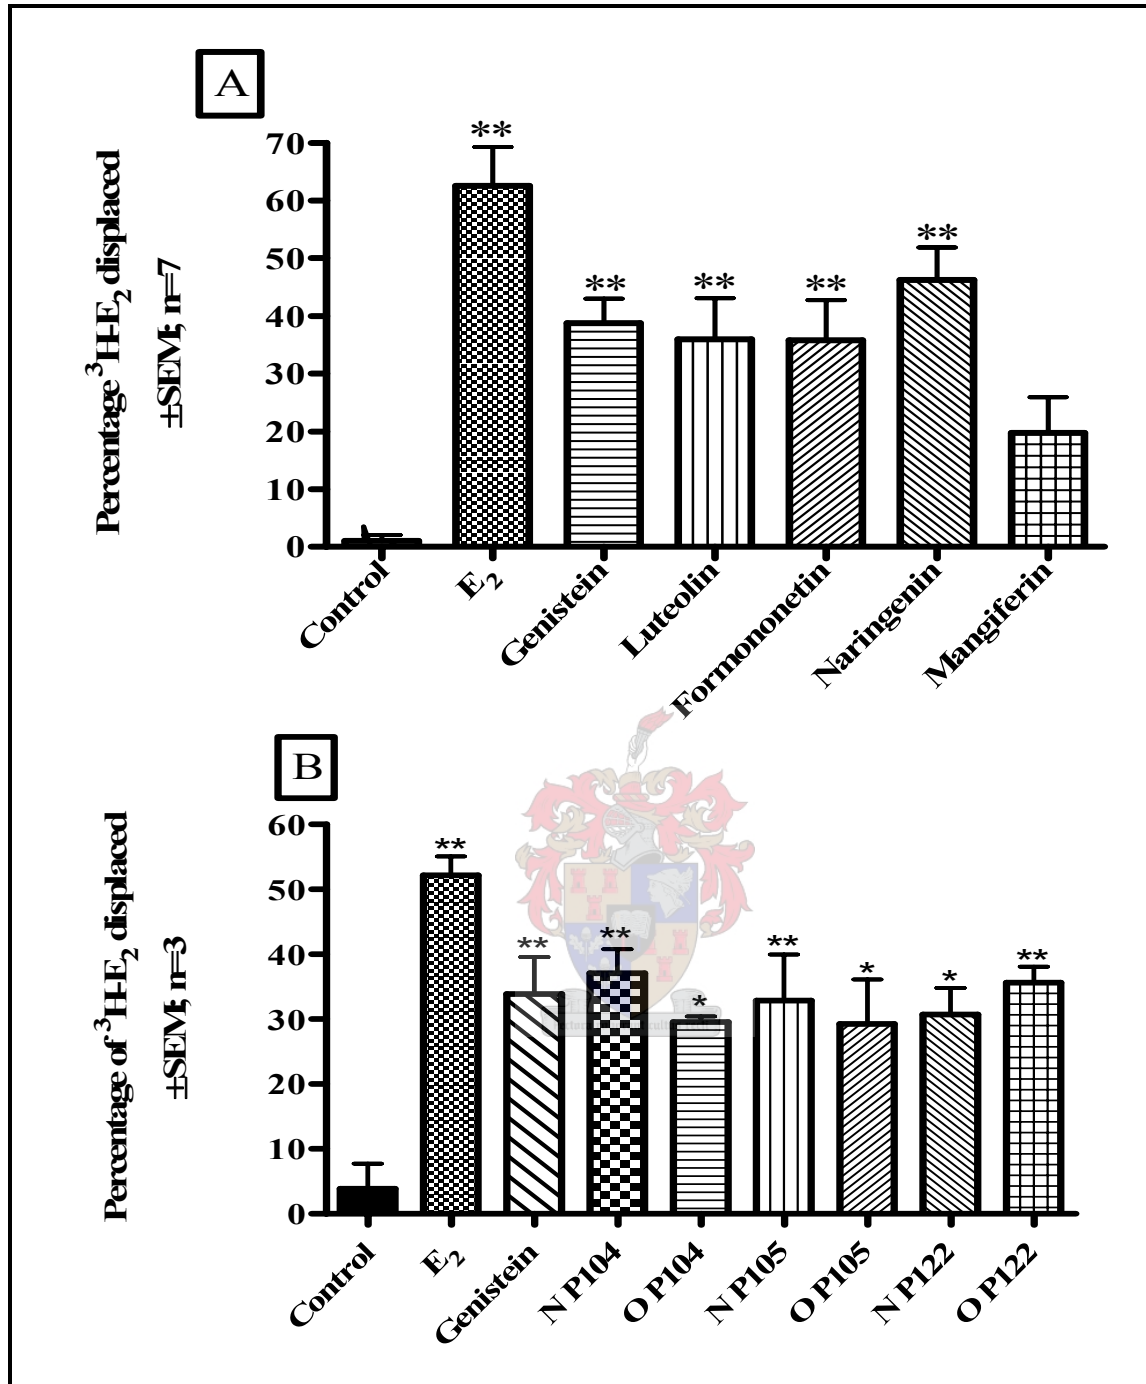 A
Percentage ³H-E₂ displaced
±SEM; n=7
**
**
**
**
**
70
60
50
40
30
20
10
0
Control
E₂
Genistein
Luteolin
Formononetin
Naringenin
Mangiferin
B
Percentage of ³H-E₂ displaced
±SEM; n=3
**
**
**
*
**
*
*
**
60
50
40
30
20
10
0
Control
E₂
Genistein
N P104
O P104
N P105
O P105
N P122
O P122